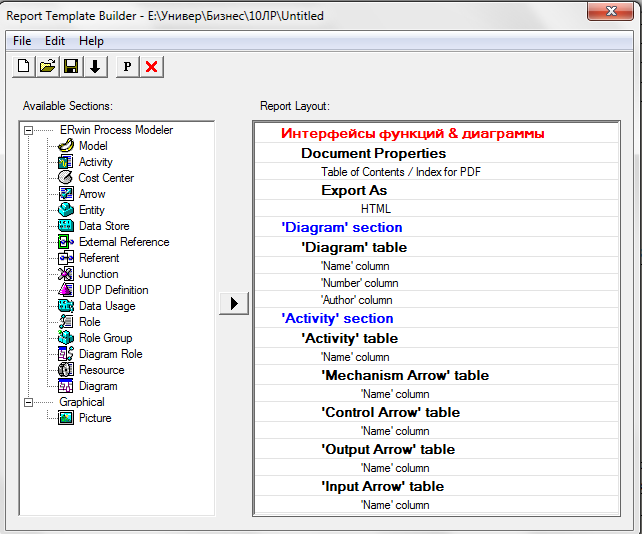 Report Template Builder - E:\Универ\Бизнес\10ЛР\Untitled
File Edit Help
P
Available Sections:
ERwin Process Modeler
Model
Activity
Cost Center
Arrow
Entity
Data Store
External Reference
Referent
Junction
UDP Definition
Data Usage
Role
Role Group
Diagram Role
Resource
Diagram
Graphical
Picture
Report Layout:
Интерфейсы функций & диаграммы
Document Properties
Table of Contents / Index for PDF
Export As
HTML
'Diagram' section
'Diagram' table
'Name' column
'Number' column
'Author' column
'Activity' section
'Activity' table
'Name' column
'Mechanism Arrow' table
'Name' column
'Control Arrow' table
'Name' column
'Output Arrow' table
'Name' column
'Input Arrow' table
'Name' column